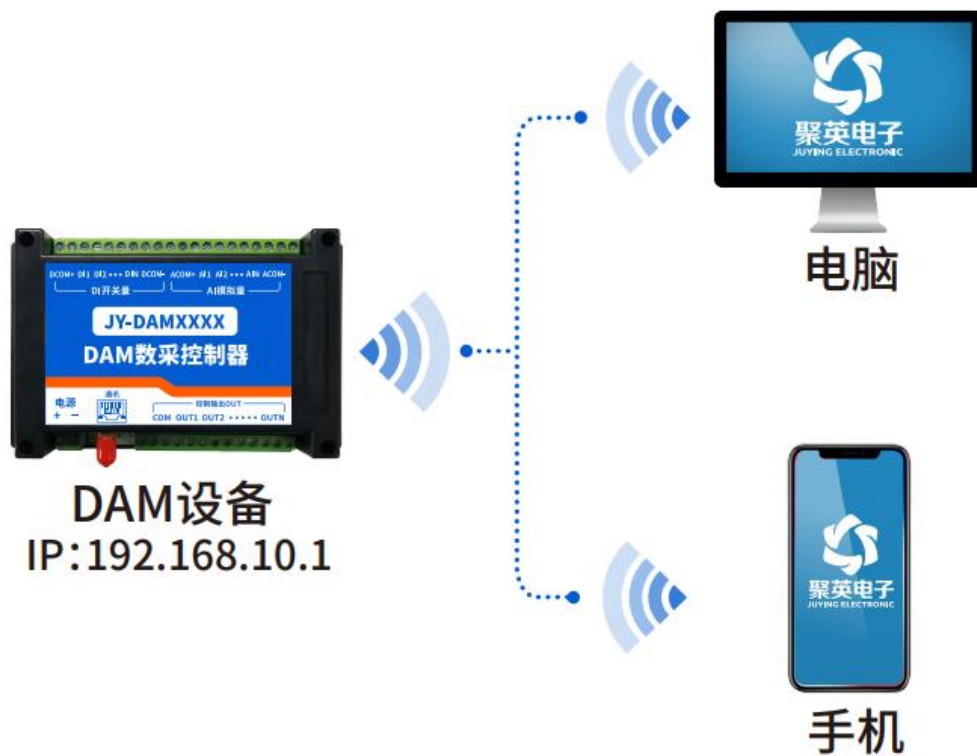 聚英电子
JUYING ELECTRONIC
电脑
DCOM+ DI1 DI2 ••• DIN DCOM- ACOM+ AI1 AI2 ••• AIN ACOM-
DI开关量 AI模拟量
JY-DAMXXXX
DAM数采控制器
电源
+ −
通讯
控制输出OUT
COM OUT1 OUT2 ••••• OUTN
DAM设备
IP:192.168.10.1
聚英电子
JUYING ELECTRONIC
手机